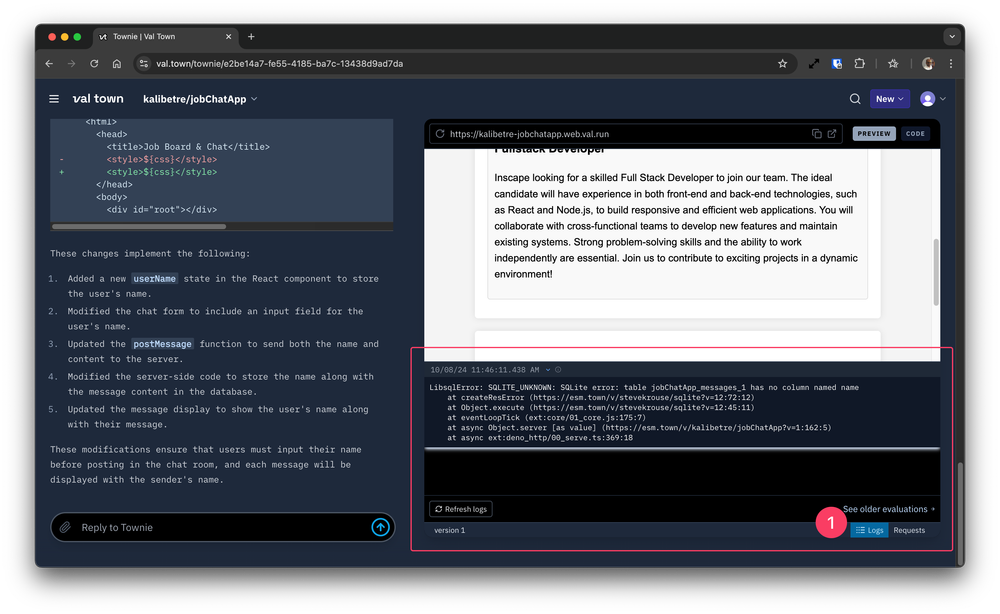 Townie | Val Town
val.town/townie/e2be14a7-fe55-4185-ba7c-13438d9ad7da
val town
kalibetre/jobChatApp
New
<html>
<head>
<title>Job Board & Chat</title>
- <style>${css}</style>
+ <style>${css}</style>
</head>
<body>
<div id="root"></div>
These changes implement the following:
1. Added a new userName state in the React component to store
the user's name.
2. Modified the chat form to include an input field for the
user's name.
3. Updated the postMessage function to send both the name and
content to the server.
4. Modified the server-side code to store the name along with
the message content in the database.
5. Updated the message display to show the user's name along
with their message.
These modifications ensure that users must input their name
before posting in the chat room, and each message will be
displayed with the sender's name.
Reply to Townie
https://kalibetre-jobchatapp.web.val.run
PREVIEW
CODE
Fullstack Developer
Inscape looking for a skilled Full Stack Developer to join our team. The ideal
candidate will have experience in both front-end and back-end technologies, such
as React and Node.js, to build responsive and efficient web applications. You will
collaborate with cross-functional teams to develop new features and maintain
existing systems. Strong problem-solving skills and the ability to work
independently are essential. Join us to contribute to exciting projects in a dynamic
environment!
10/08/24 11:46:11.438 AM
LibsqlError: SQLITE_UNKNOWN: SQLite error: table jobChatApp_messages_1 has no column named name
at createResError (https://esm.town/v/stevekrouse/sqlite?v=12:72:12)
at Object.execute (https://esm.town/v/stevekrouse/sqlite?v=12:45:11)
at eventLoopTick (ext:core/01_core.js:175:7)
at async Object.server [as value] (https://esm.town/v/kalibetre/jobChatApp?v=1:162:5)
at async ext:deno_http/00_serve.ts:369:18
Refresh logs
See older evaluations
1
version 1
Logs
Requests